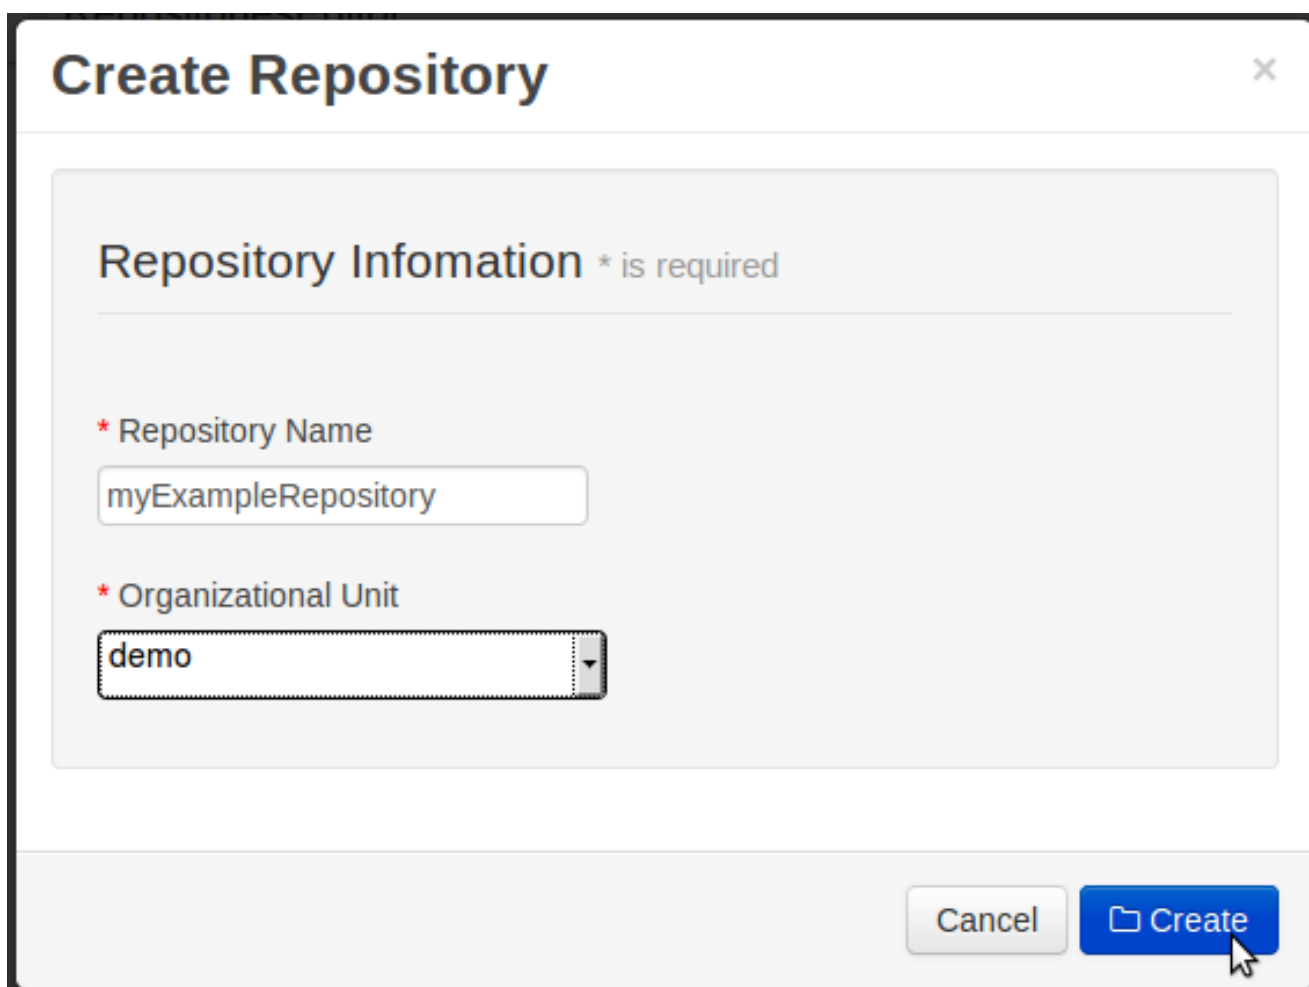 Create Repository ×
Repository Infomation * is required
* Repository Name
myExampleRepository
* Organizational Unit
demo
Cancel Create